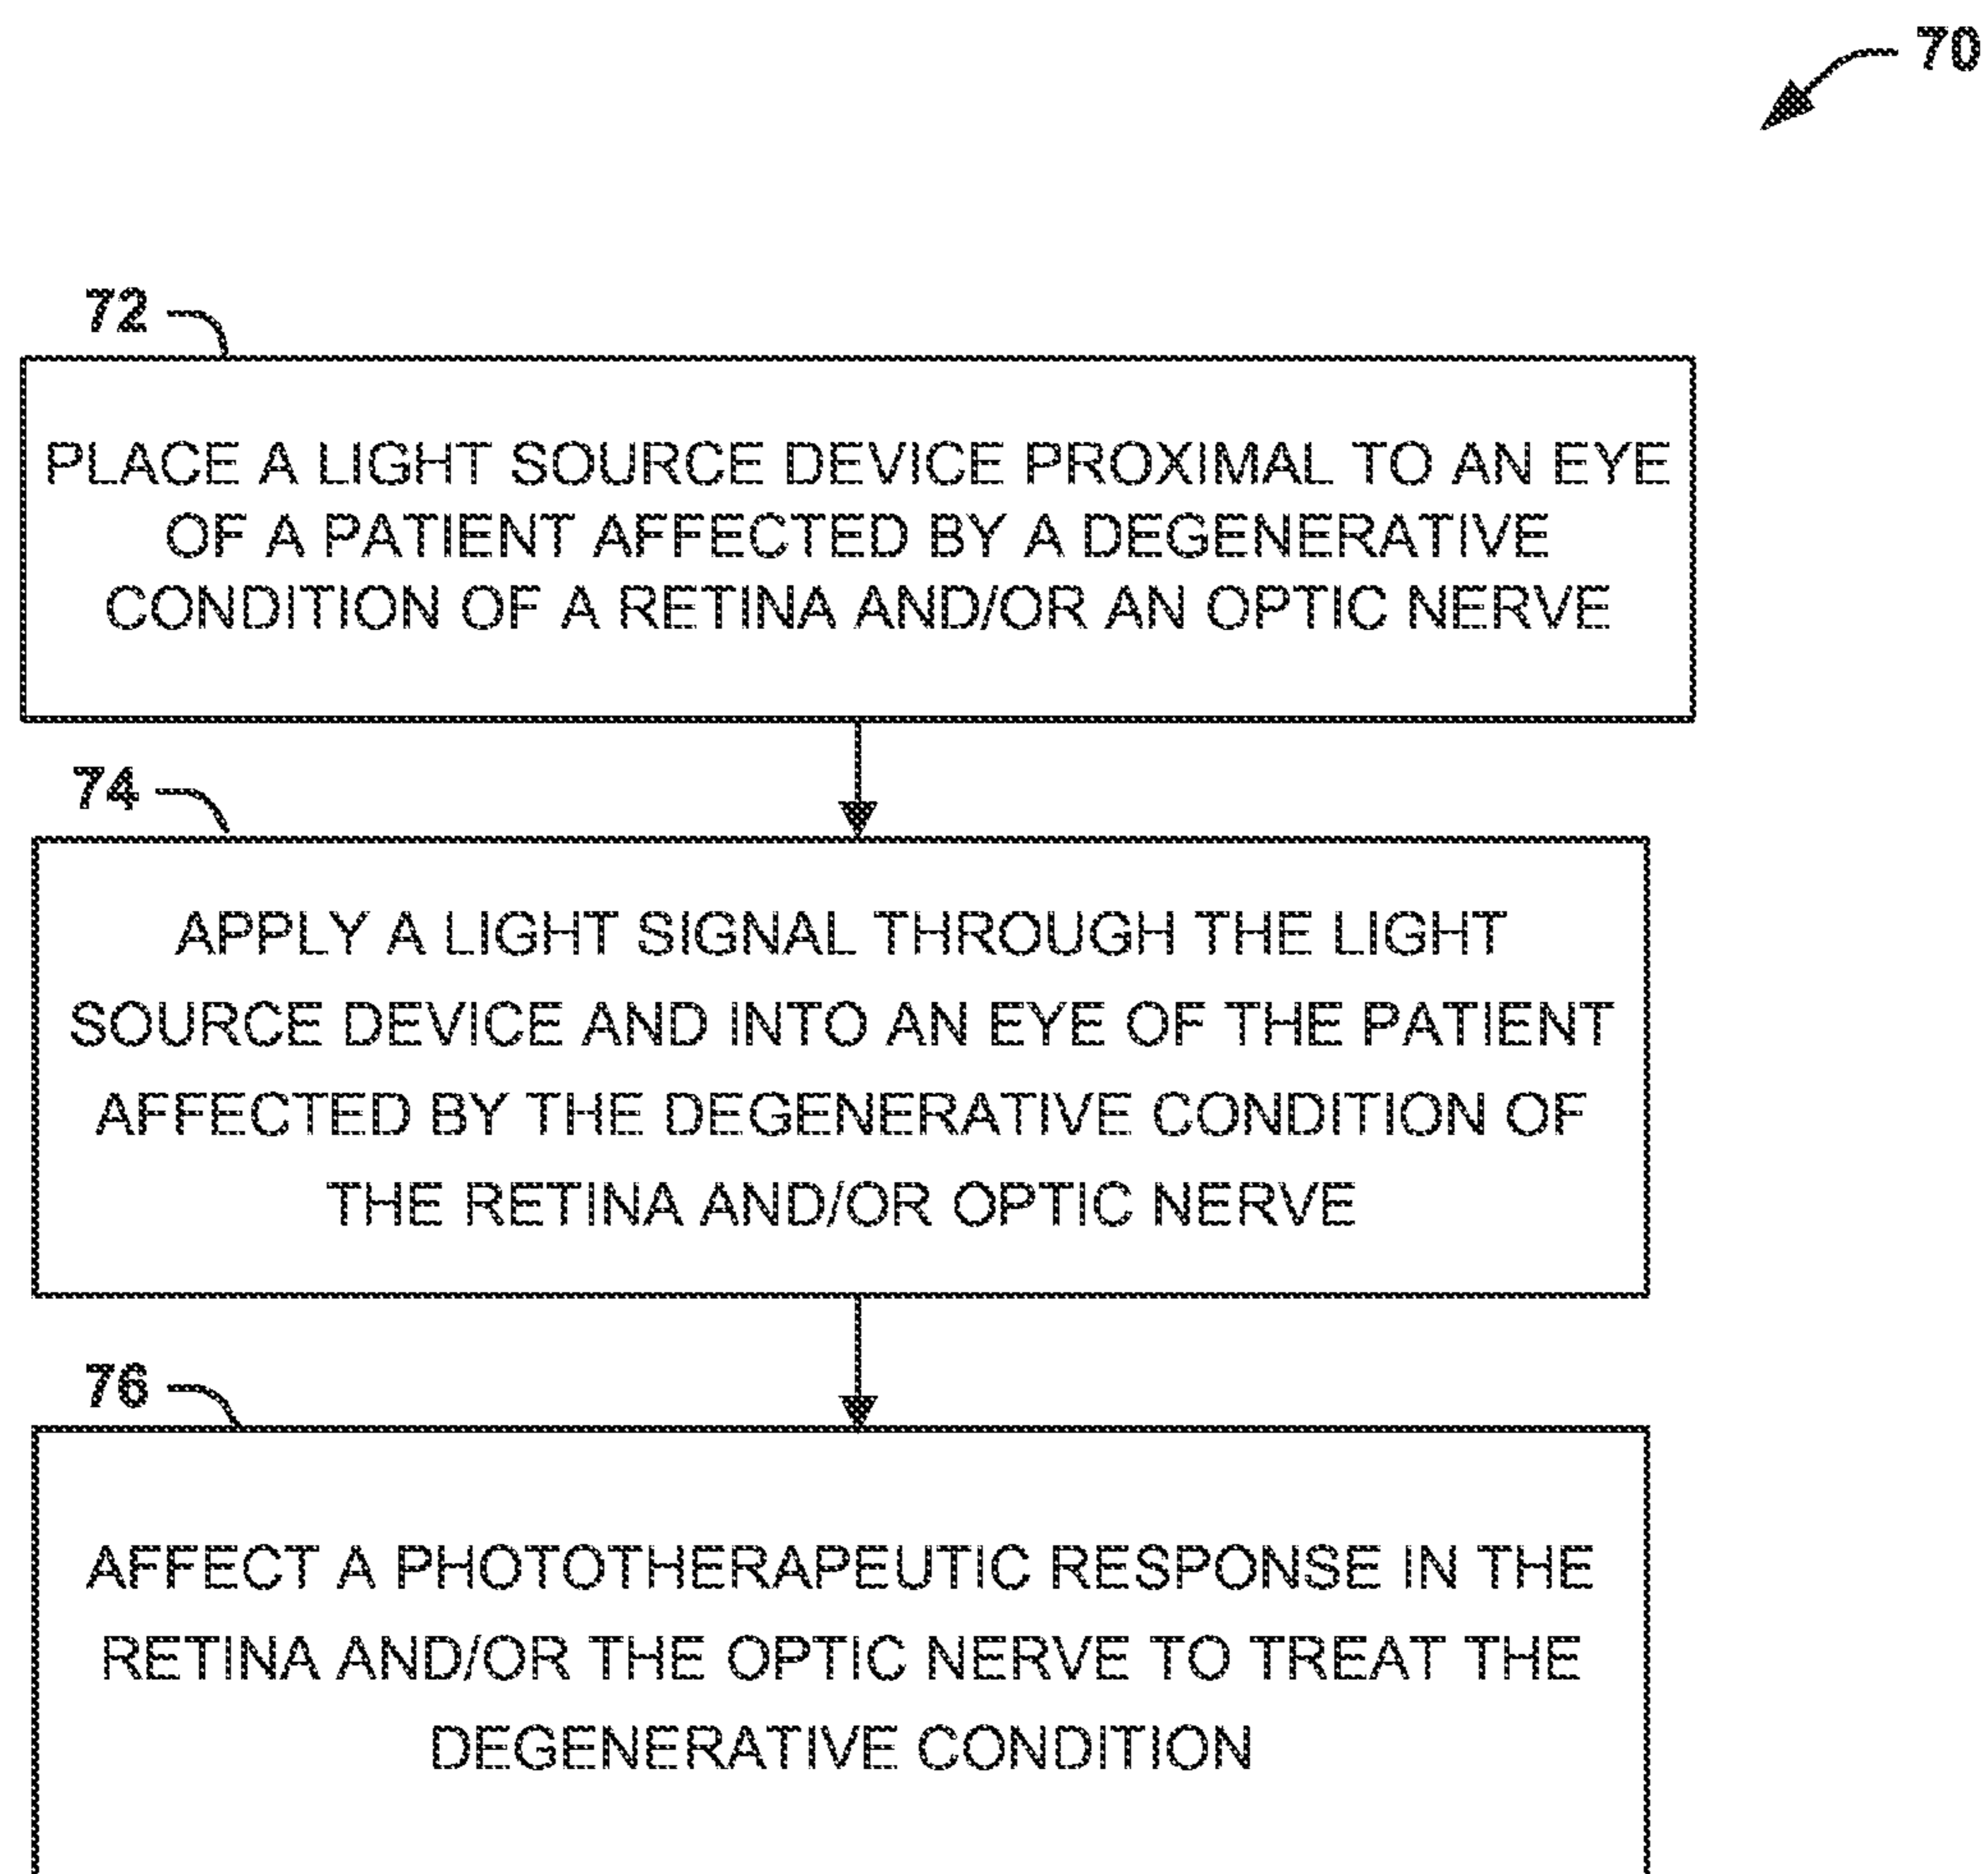 70
72
PLACE A LIGHT SOURCE DEVICE PROXIMAL TO AN EYE
OF A PATIENT AFFECTED BY A DEGENERATIVE
CONDITION OF A RETINA AND/OR AN OPTIC NERVE
74
APPLY A LIGHT SIGNAL THROUGH THE LIGHT
SOURCE DEVICE AND INTO AN EYE OF THE PATIENT
AFFECTED BY THE DEGENERATIVE CONDITION OF
THE RETINA AND/OR OPTIC NERVE
76
AFFECT A PHOTOTHERAPEUTIC RESPONSE IN THE
RETINA AND/OR THE OPTIC NERVE TO TREAT THE
DEGENERATIVE CONDITION